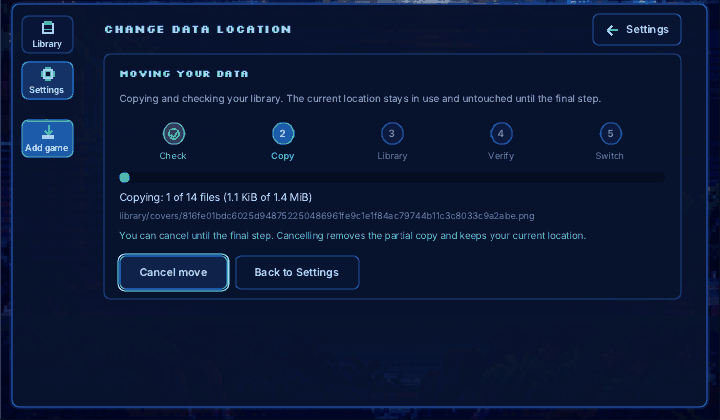 CHANGE DATA LOCATION
Settings
Library
Settings
Add game
MOVING YOUR DATA
Copying and checking your library. The current location stays in use and untouched until the final step.
2
3
4
5
Check
Copy
Library
Verify
Switch
Copying: 1 of 14 files (1.1 KiB of 1.4 MiB)
library/covers/816fe01bdc6025d948752250486961fe9c1e1f84ac79744b11c3c8033c9a2abe.png
You can cancel until the final step. Cancelling removes the partial copy and keeps your current location.
Cancel move
Back to Settings